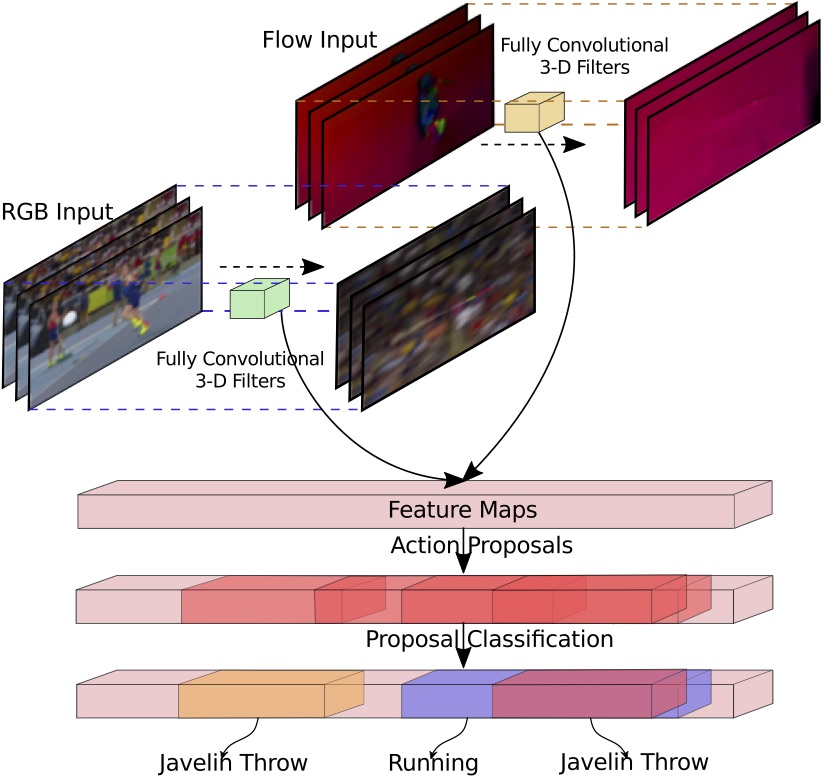 Flow Input
Fully Convolutional
3-D Filters
RGB Input
Fully Convolutional
3-D Filters
Feature Maps
Action Proposals
Proposal Classification
Javelin Throw
Running
Javelin Throw